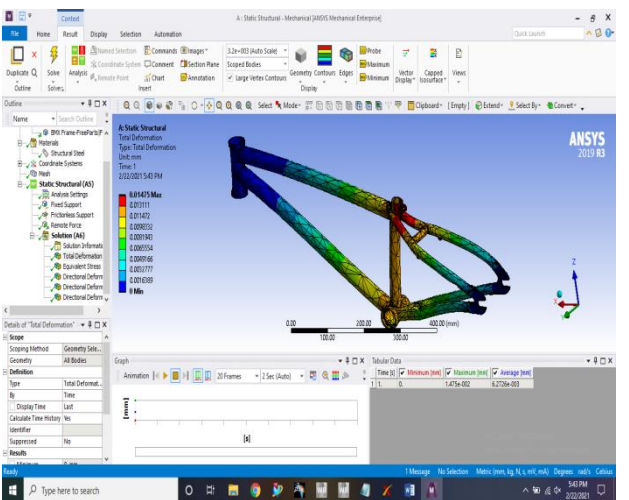 Context
A : Static Structural - Mechanical [ANSYS Mechanical Enterprise]
File Home Result Display Selection Automation
Quick Launch
Duplicate Q
Outline
Solve
Solve
Analysis
Named Selection
Coordinate System
Remote Point
Commands
Comment
Chart
Images
Section Plane
Annotation
Insert
3.2e+003 (Auto Scale)
Scoped Bodies
Large Vertex Contours
Geometry Contours Edges
Probe
Maximum
Minimum
Display
Vector Display
Capped Isosurface
Views
Outline
Name Search Outline
Select Mode Clipboard [Empty] Extend Select By Convert
BMX Frame-FreeParts|F
Materials
Structural Steel
Coordinate Systems
Mesh
Static Structural (A5)
Analysis Settings
Fixed Support
Frictionless Support
Remote Force
Solution (A6)
Solution Informatio
Total Deformation
Equivalent Stress
Directional Deform
Directional Deform
Directional Deform
A: Static Structural
Total Deformation
Type: Total Deformation
Unit: mm
Time: 1
2/22/2021 5:43 PM
0.01475 Max
0.013111
0.011472
0.0098332
0.0081943
0.0065554
0.0049166
0.0032777
0.0016389
0 Min
ANSYS
2019 R3
Z
X
Y
0.00 200.00 400.00 (mm)
100.00 300.00
Details of "Total Deformation"
Scope
Scoping Method Geometry Sele...
Geometry All Bodies
Definition
Type Total Deformat...
By Time
Display Time Last
Calculate Time History Yes
Identifier
Suppressed No
Results
Minimum 0. mm
Graph
Animation 20 Frames 2 Sec (Auto)
[mm]
[s]
Tabular Data
Time [s] Minimum [mm] Maximum [mm] Average [mm]
1 1. 0. 1.475e-002 6.2726e-003
Ready
1 Message No Selection Metric (mm, kg, N, s, mV, mA) Degrees rad/s Celsius
Type here to search
5:43 PM
2/22/2021